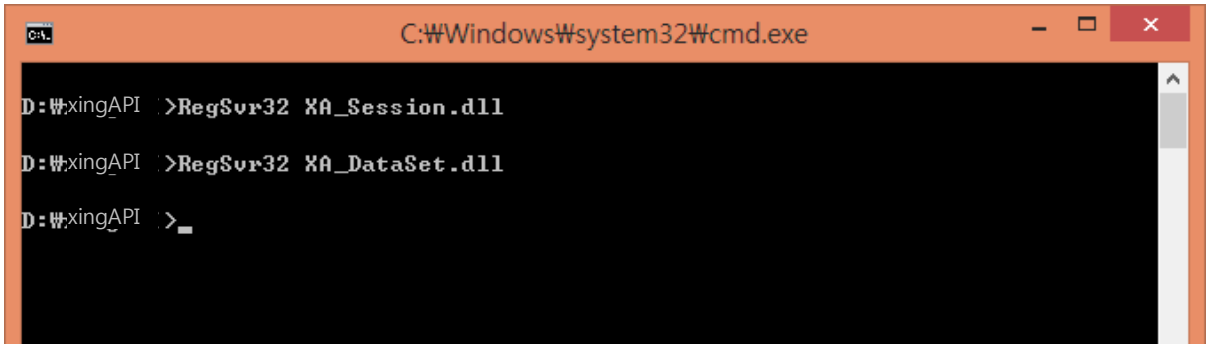 C:₩Windows₩system32₩cmd.exe
D:₩xingAPI >RegSvr32 XA_Session.dll
D:₩xingAPI >RegSvr32 XA_DataSet.dll
D:₩xingAPI >_